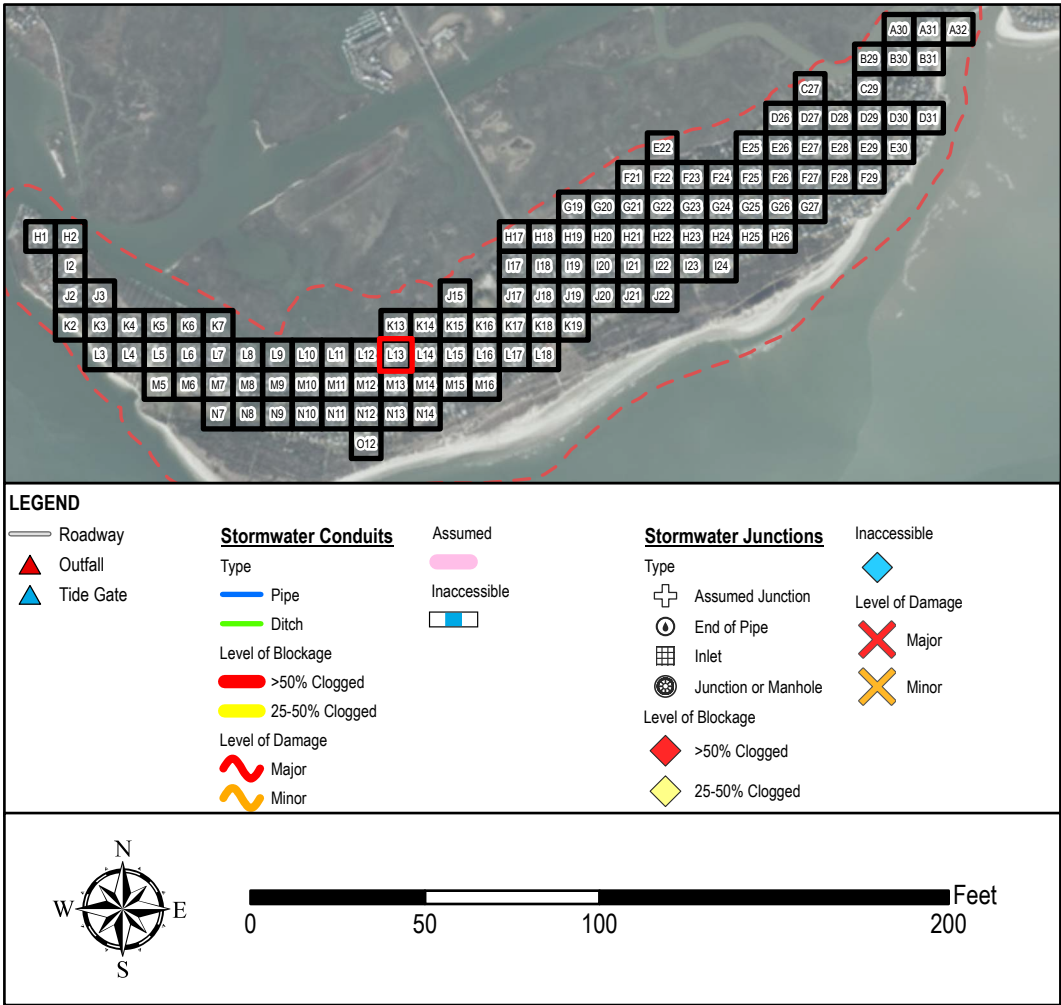 A30 A31 A32
B29 B30 B31
C27 C29
D26 D27 D28 D29 D30 D31
E22 E25 E26 E27 E28 E29 E30
F21 F22 F23 F24 F25 F26 F27 F28 F29
G19 G20 G21 G22 G23 G24 G25 G26 G27
H1 H2 H17 H18 H19 H20 H21 H22 H23 H24 H25 H26
I2 I17 I18 I19 I20 I21 I22 I23 I24
J2 J3 J15 J17 J18 J19 J20 J21 J22
K2 K3 K4 K5 K6 K7 K13 K14 K15 K16 K17 K18 K19
L3 L4 L5 L6 L7 L8 L9 L10 L11 L12 L13 L14 L15 L16 L17 L18
M5 M6 M7 M8 M9 M10 M11 M12 M13 M14 M15 M16
N7 N8 N9 N10 N11 N12 N13 N14
O12
LEGEND
Roadway
Outfall
Tide Gate
Stormwater Conduits
Type
Pipe
Ditch
Level of Blockage
>50% Clogged
25-50% Clogged
Level of Damage
Major
Minor
Assumed
Inaccessible
Stormwater Junctions
Type
Assumed Junction
End of Pipe
Inlet
Junction or Manhole
Level of Blockage
>50% Clogged
25-50% Clogged
Inaccessible
Level of Damage
Major
Minor
N
W E
S
Feet
0 50 100 200